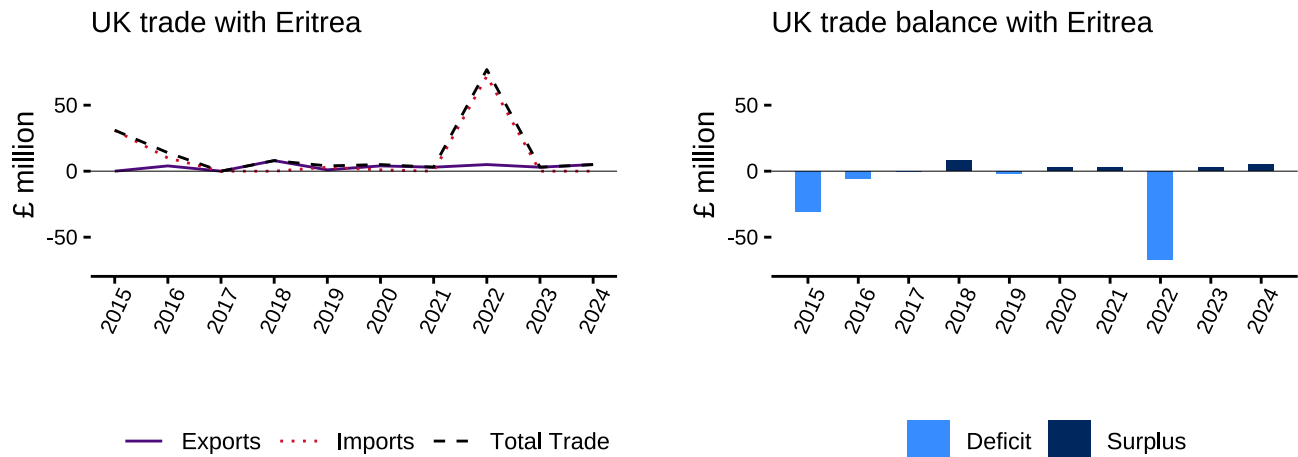 UK trade with Eritrea
£ million
50
0
-50
2015
2016
2017
2018
2019
2020
2021
2022
2023
2024
Exports
Imports
Total Trade
UK trade balance with Eritrea
£ million
50
0
-50
2015
2016
2017
2018
2019
2020
2021
2022
2023
2024
Deficit
Surplus